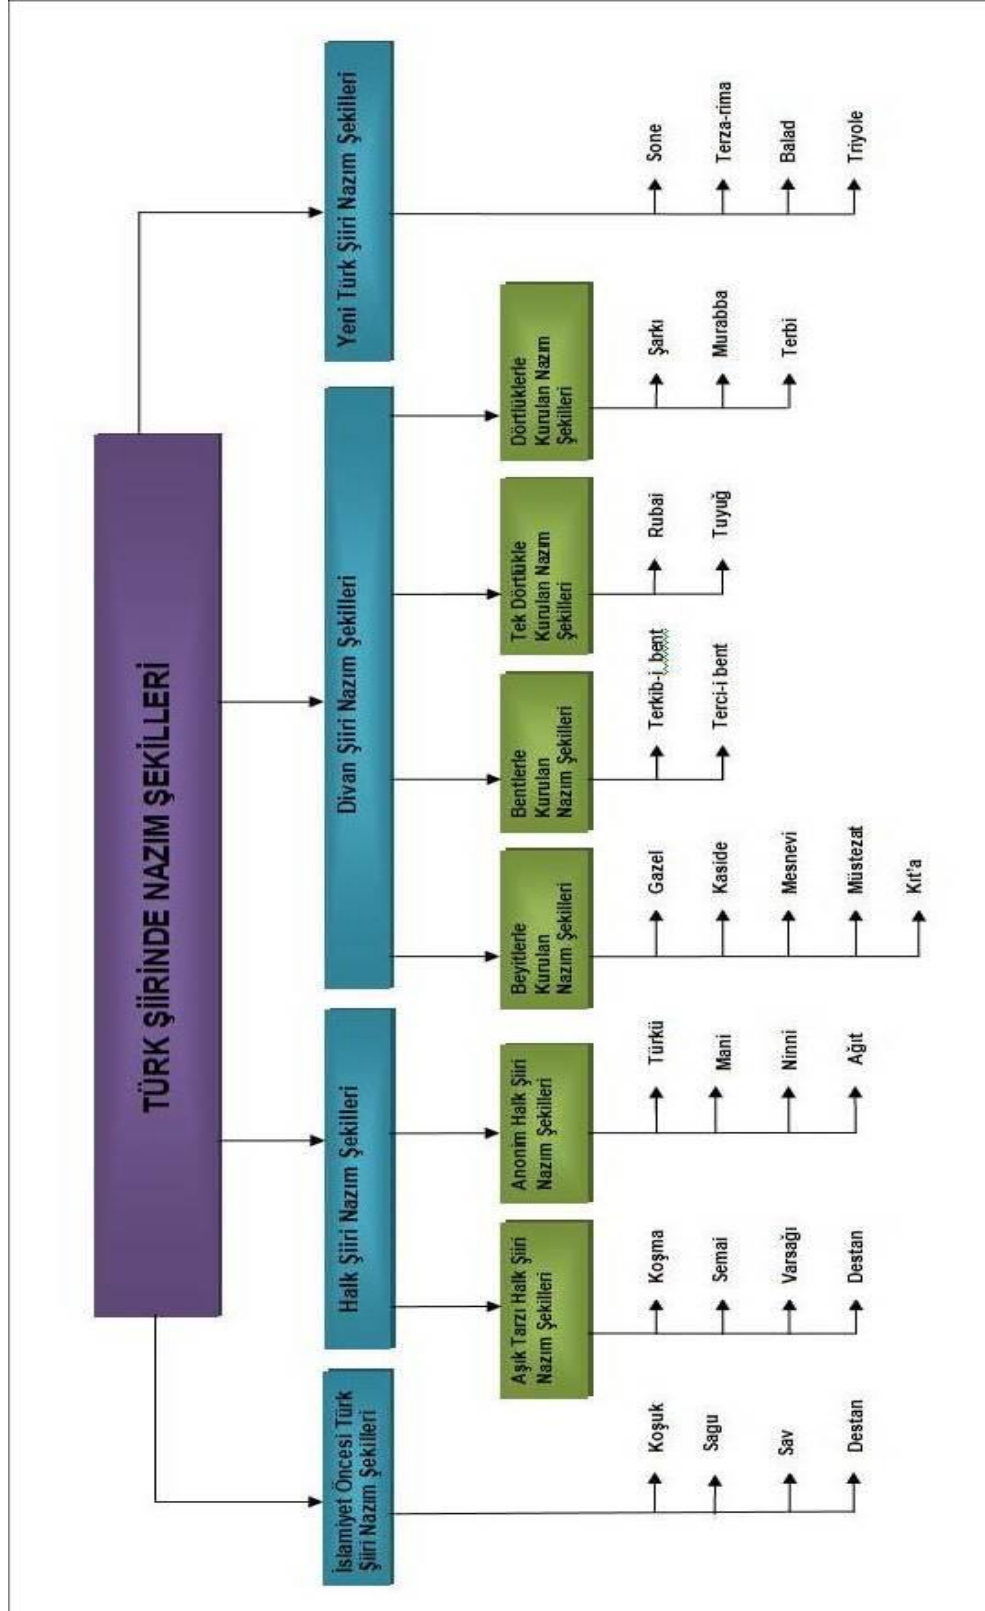 TÜRK ŞİİRİNDE NAZIM ŞEKİLLERİ
İslamiyet Öncesi Türk
Şiiri Nazım Şekilleri
Koşuk
Sagu
Sav
Destan
Halk Şiiri Nazım Şekilleri
Aşık Tarzı Halk Şiiri
Nazım Şekilleri
Koşma
Semai
Varsağı
Destan
Anonim Halk Şiiri
Nazım Şekilleri
Türkü
Mani
Ninni
Ağıt
Divan Şiiri Nazım Şekilleri
Beyitlerle
Kurulan
Nazım Şekilleri
Gazel
Kaside
Mesnevi
Müstezat
Kıt'a
Bentlerle
Kurulan
Nazım Şekilleri
Terkib-i bent
Terci-i bent
Tek Dörtlükle
Kurulan Nazım
Şekilleri
Rubai
Tuyuğ
Dörtlüklerle
Kurulan Nazım
Şekilleri
Şarkı
Murabba
Terbi
Yeni Türk Şiiri Nazım Şekilleri
Sone
Terza-rima
Balad
Triyole